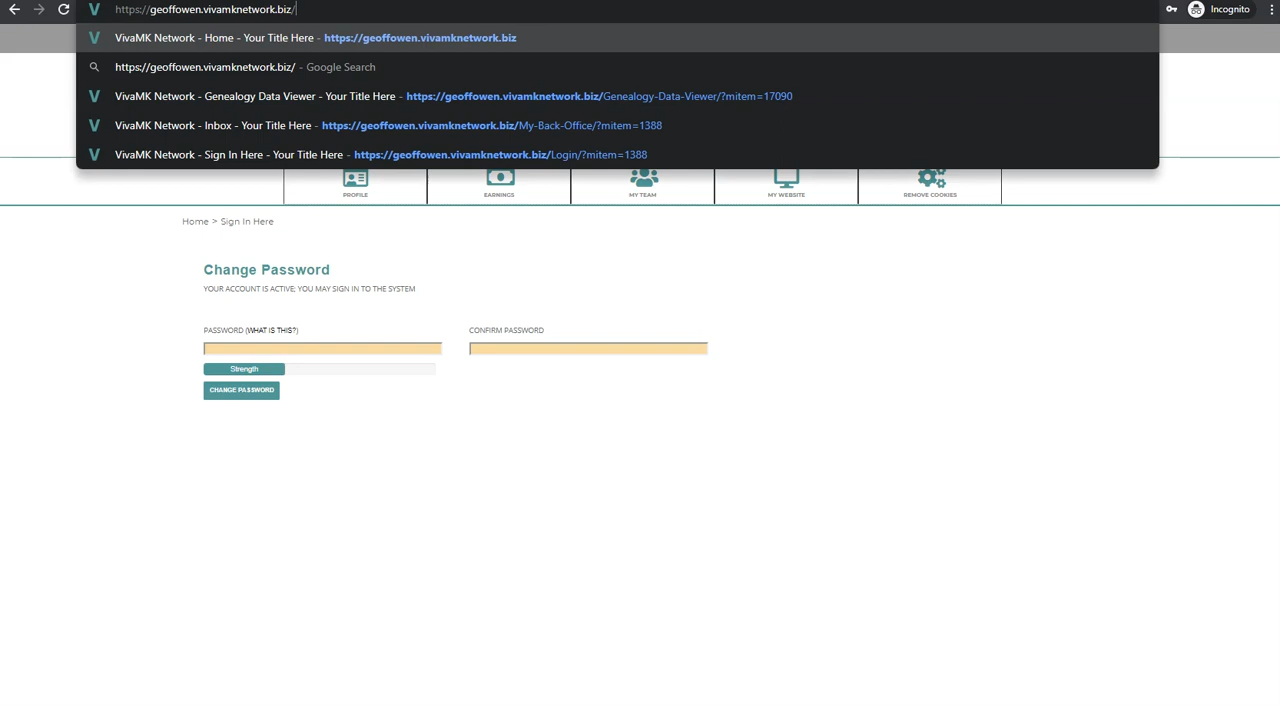 https://geoffowen.vivamknetwork.biz/
Incognito
VivaMK Network - Home - Your Title Here - https://geoffowen.vivamknetwork.biz
https://geoffowen.vivamknetwork.biz/ - Google Search
VivaMK Network - Genealogy Data Viewer - Your Title Here - https://geoffowen.vivamknetwork.biz/Genealogy-Data-Viewer/?mitem=17090
VivaMK Network - Inbox - Your Title Here - https://geoffowen.vivamknetwork.biz/My-Back-Office/?mitem=1388
VivaMK Network - Sign In Here - Your Title Here - https://geoffowen.vivamknetwork.biz/Login/?mitem=1388
PROFILE
EARNINGS
MY TEAM
MY WEBSITE
REMOVE COOKIES
Home > Sign In Here
Change Password
YOUR ACCOUNT IS ACTIVE; YOU MAY SIGN IN TO THE SYSTEM
PASSWORD (WHAT IS THIS?)
CONFIRM PASSWORD
Strength
CHANGE PASSWORD